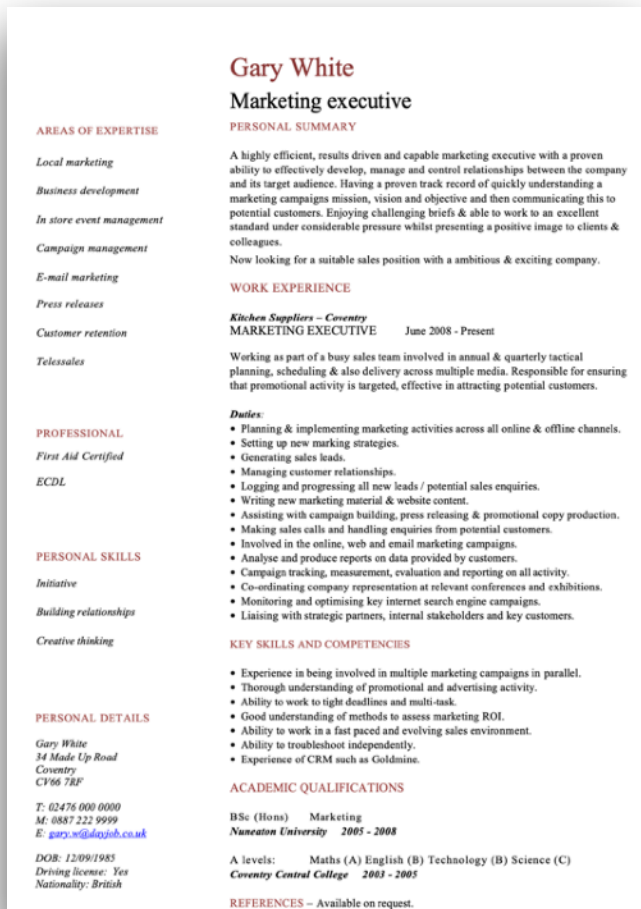 Gary White
Marketing executive
AREAS OF EXPERTISE
Local marketing
Business development
In store event management
Campaign management
E-mail marketing
Press releases
Customer retention
Telessales
PROFESSIONAL
First Aid Certified
ECDL
PERSONAL SKILLS
Initiative
Building relationships
Creative thinking
PERSONAL DETAILS
Gary White
34 Made Up Road
Coventry
CV66 7RF
T: 02476 000 0000
M: 0887 222 9999
E: gary.w@dayjob.co.uk
DOB: 12/09/1985
Driving license: Yes
Nationality: British
PERSONAL SUMMARY
A highly efficient, results driven and capable marketing executive with a proven
ability to effectively develop, manage and control relationships between the company
and its target audience. Having a proven track record of quickly understanding a
marketing campaigns mission, vision and objective and then communicating this to
potential customers. Enjoying challenging briefs & able to work to an excellent
standard under considerable pressure whilst presenting a positive image to clients &
colleagues.
Now looking for a suitable sales position with a ambitious & exciting company.
WORK EXPERIENCE
Kitchen Suppliers – Coventry
MARKETING EXECUTIVE June 2008 - Present
Working as part of a busy sales team involved in annual & quarterly tactical
planning, scheduling & also delivery across multiple media. Responsible for ensuring
that promotional activity is targeted, effective in attracting potential customers.
Duties:
• Planning & implementing marketing activities across all online & offline channels.
• Setting up new marking strategies.
• Generating sales leads.
• Managing customer relationships.
• Logging and progressing all new leads / potential sales enquiries.
• Writing new marketing material & website content.
• Assisting with campaign building, press releasing & promotional copy production.
• Making sales calls and handling enquiries from potential customers.
• Involved in the online, web and email marketing campaigns.
• Analyse and produce reports on data provided by customers.
• Campaign tracking, measurement, evaluation and reporting on all activity.
• Co-ordinating company representation at relevant conferences and exhibitions.
• Monitoring and optimising key internet search engine campaigns.
• Liaising with strategic partners, internal stakeholders and key customers.
KEY SKILLS AND COMPETENCIES
• Experience in being involved in multiple marketing campaigns in parallel.
• Thorough understanding of promotional and advertising activity.
• Ability to work to tight deadlines and multi-task.
• Good understanding of methods to assess marketing ROI.
• Ability to work in a fast paced and evolving sales environment.
• Ability to troubleshoot independently.
• Experience of CRM such as Goldmine.
ACADEMIC QUALIFICATIONS
BSc (Hons) Marketing
Nuneaton University 2005 - 2008
A levels: Maths (A) English (B) Technology (B) Science (C)
Coventry Central College 2003 - 2005
REFERENCES – Available on request.